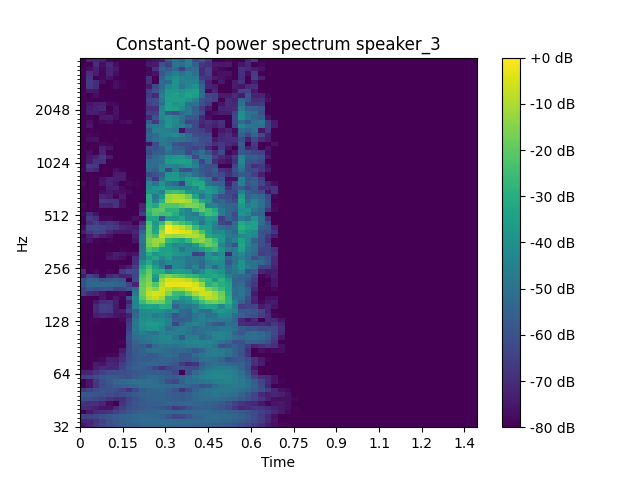 Constant-Q power spectrum speaker_3
Hz
2048
1024
512
256
128
64
32
0 0.15 0.3 0.45 0.6 0.75 0.9 1.1 1.2 1.4
Time
+0 dB
-10 dB
-20 dB
-30 dB
-40 dB
-50 dB
-60 dB
-70 dB
-80 dB